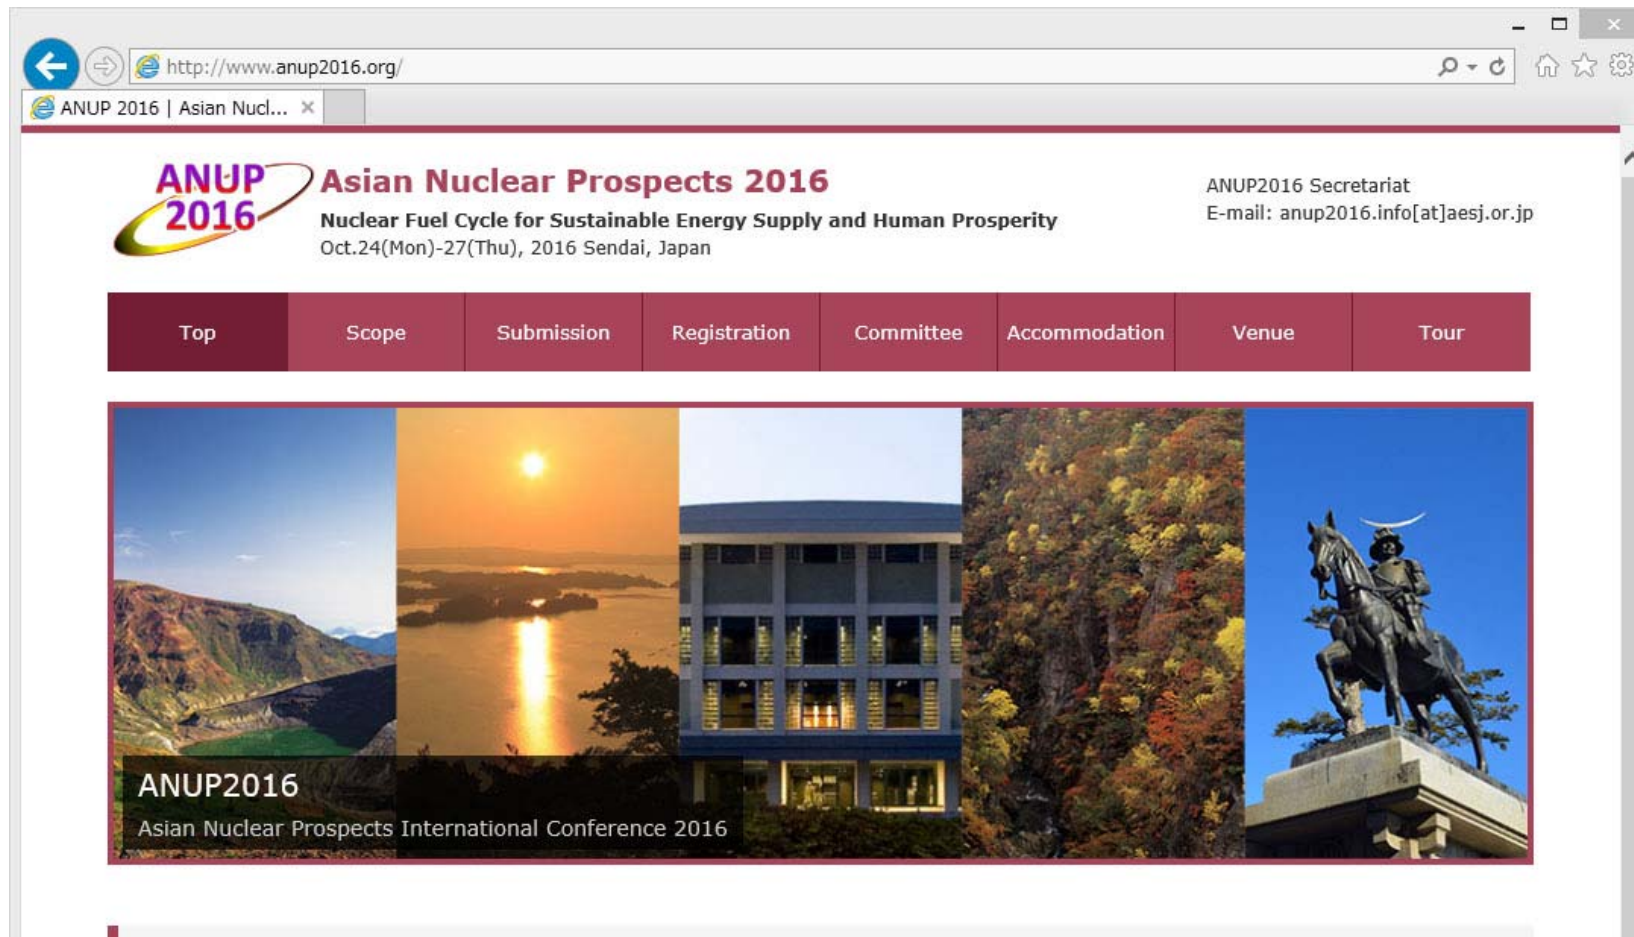 http://www.anup2016.org/
ANUP 2016 | Asian Nucl...
ANUP
2016
Asian Nuclear Prospects 2016
Nuclear Fuel Cycle for Sustainable Energy Supply and Human Prosperity
Oct.24(Mon)-27(Thu), 2016 Sendai, Japan
ANUP2016 Secretariat
E-mail: anup2016.info[at]aesj.or.jp
Top Scope Submission Registration Committee Accommodation Venue Tour
ANUP2016
Asian Nuclear Prospects International Conference 2016